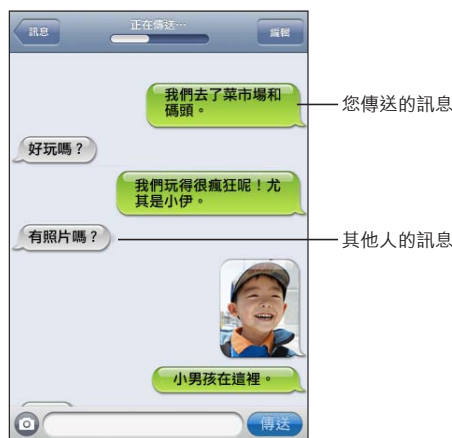 訊息
正在傳送…
編輯
我們去了菜市場和
碼頭。
您傳送的訊息
好玩嗎？
我們玩得很瘋狂呢！尤
其是小伊。
有照片嗎？
其他人的訊息
小男孩在這裡。
傳送